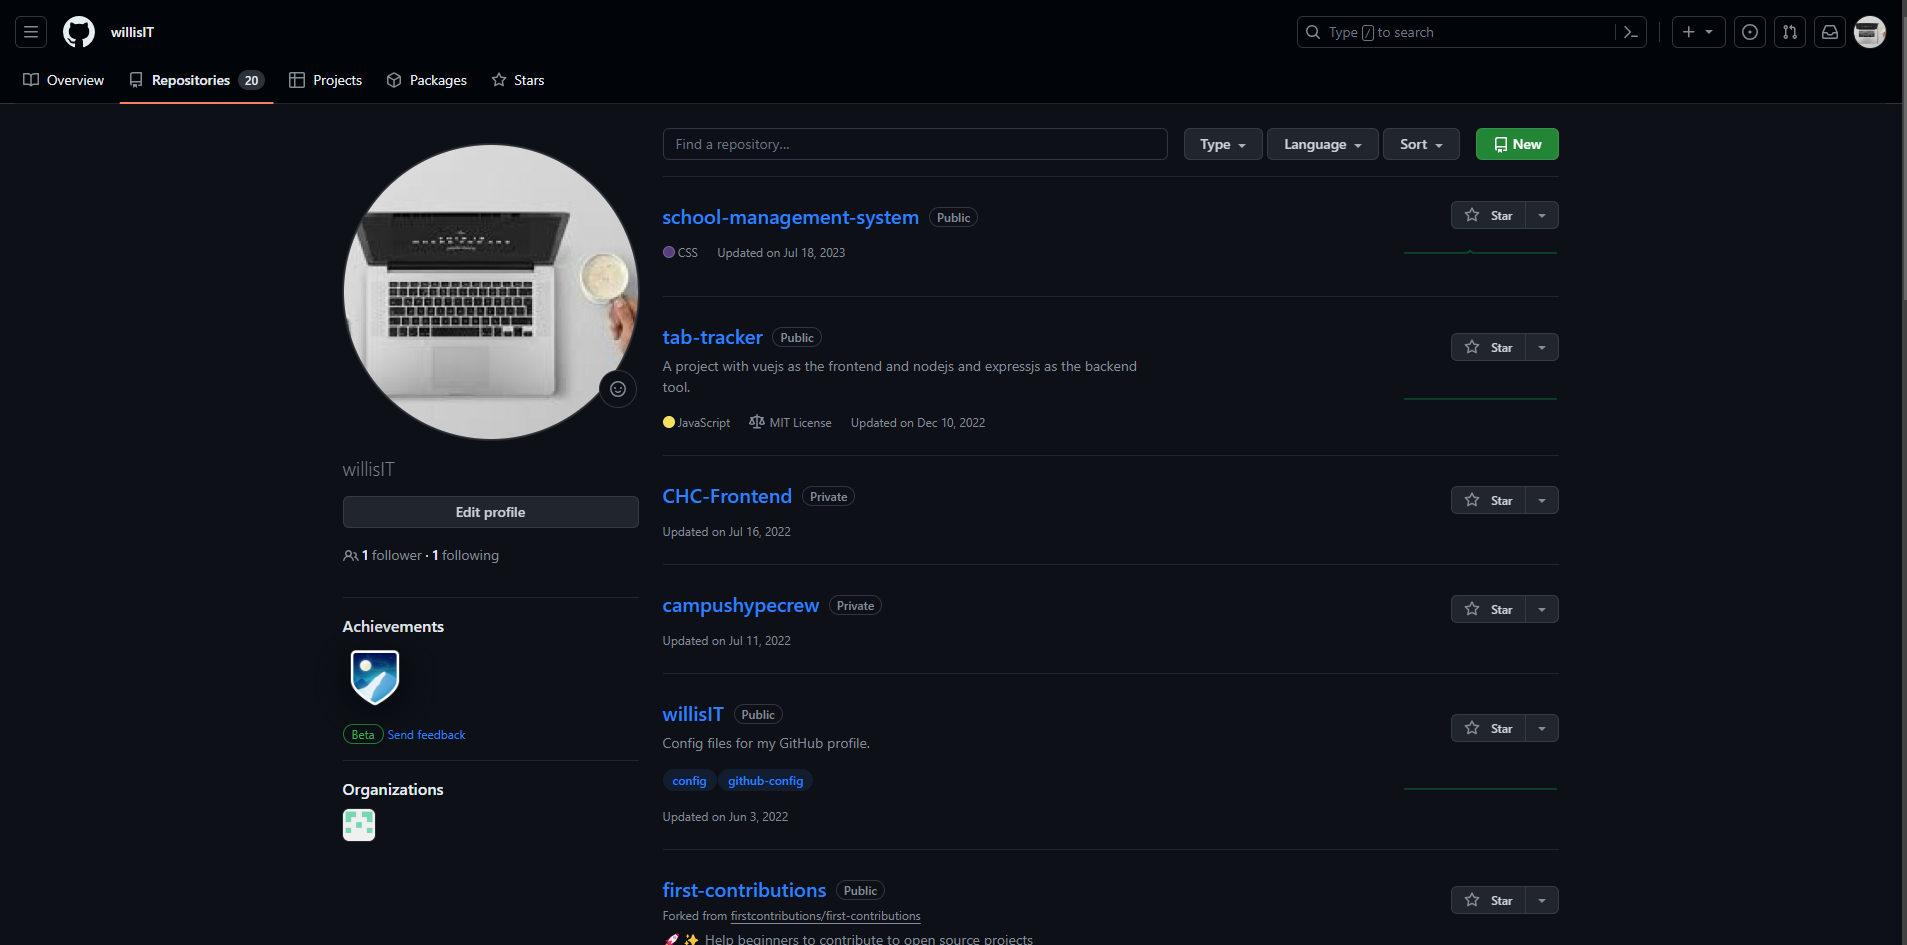 willisIT
Type / to search
Overview
Repositories 20
Projects
Packages
Stars
Find a repository...
Type
Language
Sort
New
willisIT
Edit profile
1 follower · 1 following
Achievements
Beta Send feedback
Organizations
school-management-system Public
Star
CSS Updated on Jul 18, 2023
tab-tracker Public
Star
A project with vuejs as the frontend and nodejs and expressjs as the backend
tool.
JavaScript MIT License Updated on Dec 10, 2022
CHC-Frontend Private
Star
Updated on Jul 16, 2022
campushypecrew Private
Star
Updated on Jul 11, 2022
willisIT Public
Star
Config files for my GitHub profile.
config github-config
Updated on Jun 3, 2022
first-contributions Public
Star
Forked from firstcontributions/first-contributions
🚀✨ Help beginners to contribute to open source projects